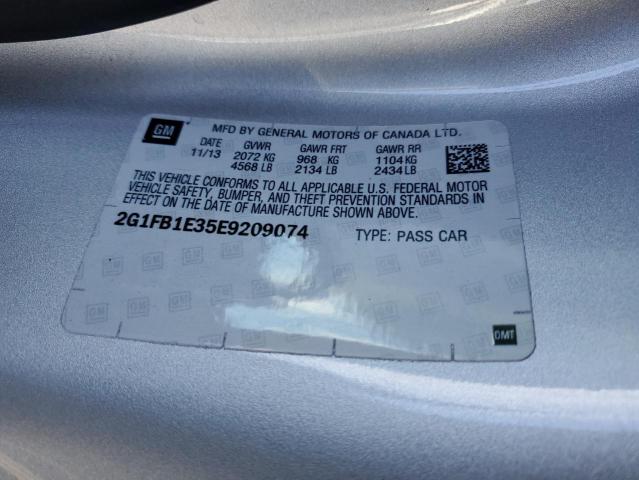 GM MFD BY GENERAL MOTORS OF CANADA LTD.
DATE GVWR GAWR FRT GAWR RR
11/13 2072 KG 968 KG 1104 KG
4568 LB 2134 LB 2434 LB
THIS VEHICLE CONFORMS TO ALL APPLICABLE U.S. FEDERAL MOTOR
VEHICLE SAFETY, BUMPER, AND THEFT PREVENTION STANDARDS IN
EFFECT ON THE DATE OF MANUFACTURE SHOWN ABOVE.
2G1FB1E35E9209074 TYPE: PASS CAR
OMT